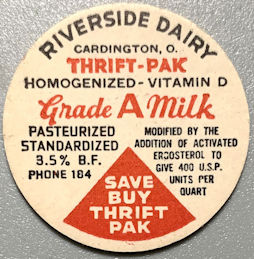 RIVERSIDE DAIRY
CARDINGTON, O.
THRIFT-PAK
HOMOGENIZED - VITAMIN D
Grade A Milk
PASTEURIZED
STANDARDIZED
3.5% B.F.
PHONE 184
MODIFIED BY THE
ADDITION OF ACTIVATED
ERGOSTEROL TO
GIVE 400 U.S.P.
UNITS PER
QUART
SAVE
BUY
THRIFT
PAK